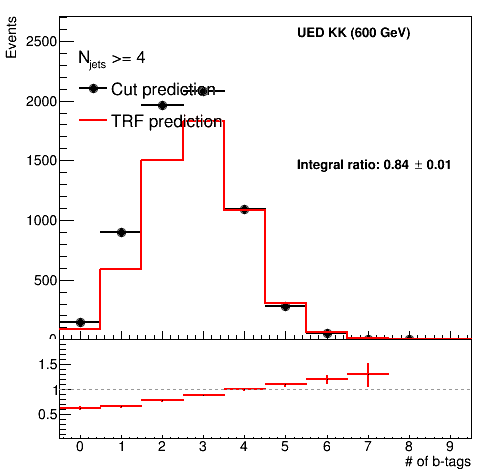 Events
UED KK (600 GeV)
Njets >= 4
Cut prediction
TRF prediction
Integral ratio: 0.84 ± 0.01
2500
2000
1500
1000
500
0
1.5
1
0.5
0 1 2 3 4 5 6 7 8 9
# of b-tags